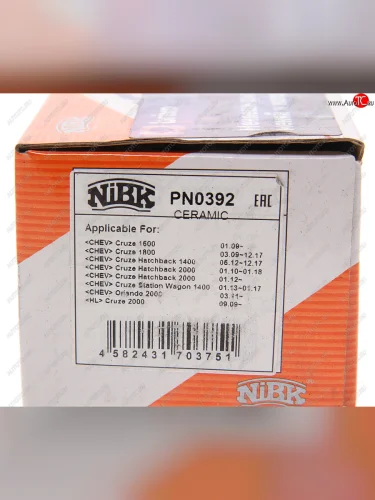 www.AutoTC.ru
NiBK PN0392 EAC
CERAMIC
Applicable For:
<CHEV> Cruze 1600 01.09-
<CHEV> Cruze 1800 03.09-12.17
<CHEV> Cruze Hatchback 1400 06.12-12.17
<CHEV> Cruze Hatchback 2000 01.10-01.18
<CHEV> Cruze Hatchback 2000 01.12-
<CHEV> Cruze Station Wagon 1400 01.13-01.17
<CHEV> Orlando 2000 03.11-
<HL> Cruze 2000 09.09-
4 582431 703751
NiBK